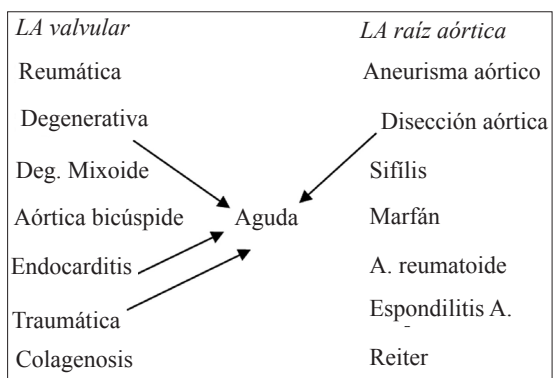 LA valvular LA raíz aórtica
Reumática Aneurisma aórtico
Degenerativa Disección aórtica
Deg. Mixoide Sifílis
Aórtica bicúspide Aguda Marfán
Endocarditis A. reumatoide
Traumática Espondilitis A.
Colagenosis Reiter